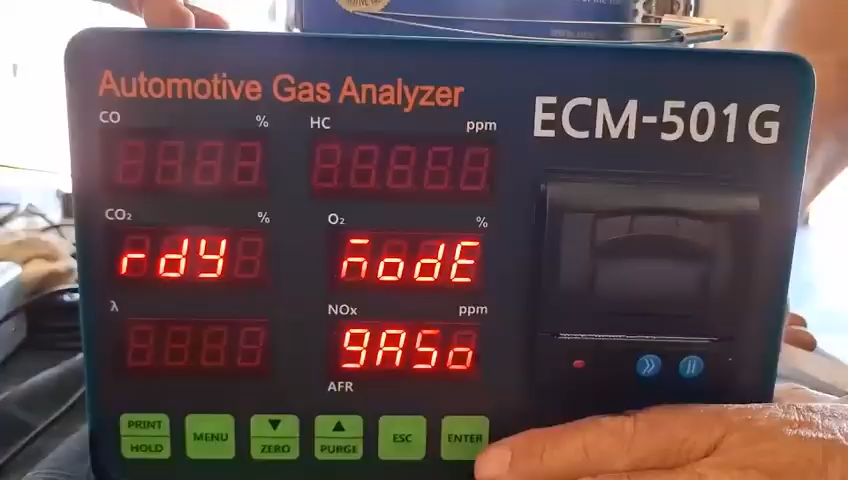 Automotive Gas Analyzer
ECM-501G
CO %
HC ppm
CO₂ %
O₂ %
rdY
modE
λ
NOx ppm
gASo
AFR
PRINT
HOLD
MENU
▼
ZERO
▲
PURGE
ESC
ENTER